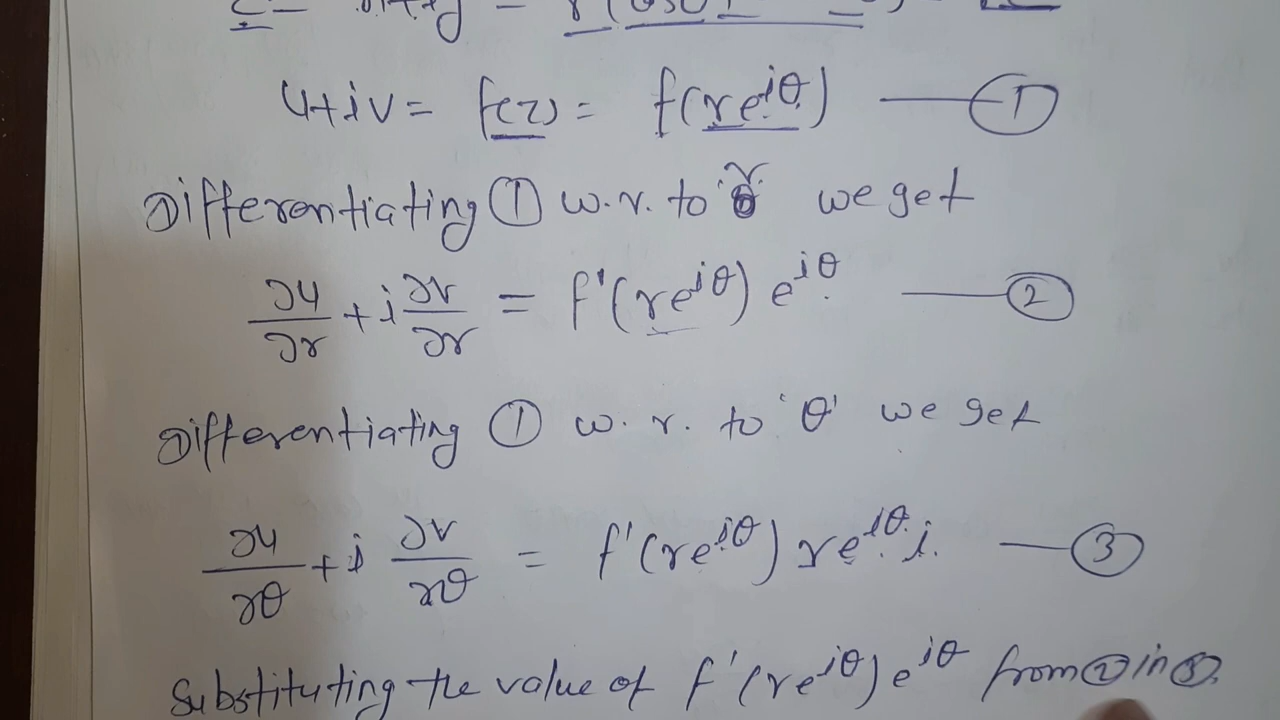 u+iv = f(z) = f(re^{iθ}) —— ①
Differentiating ① w.r. to 'r' we get
∂u/∂r + i ∂v/∂r = f'(re^{iθ}) e^{iθ} —— ②
Differentiating ① w.r. to 'θ' we get
∂u/∂θ + i ∂v/∂θ = f'(re^{iθ}) re^{iθ}.i. —— ③
Substituting the value of f'(re^{iθ}) e^{iθ} from ② in ③.